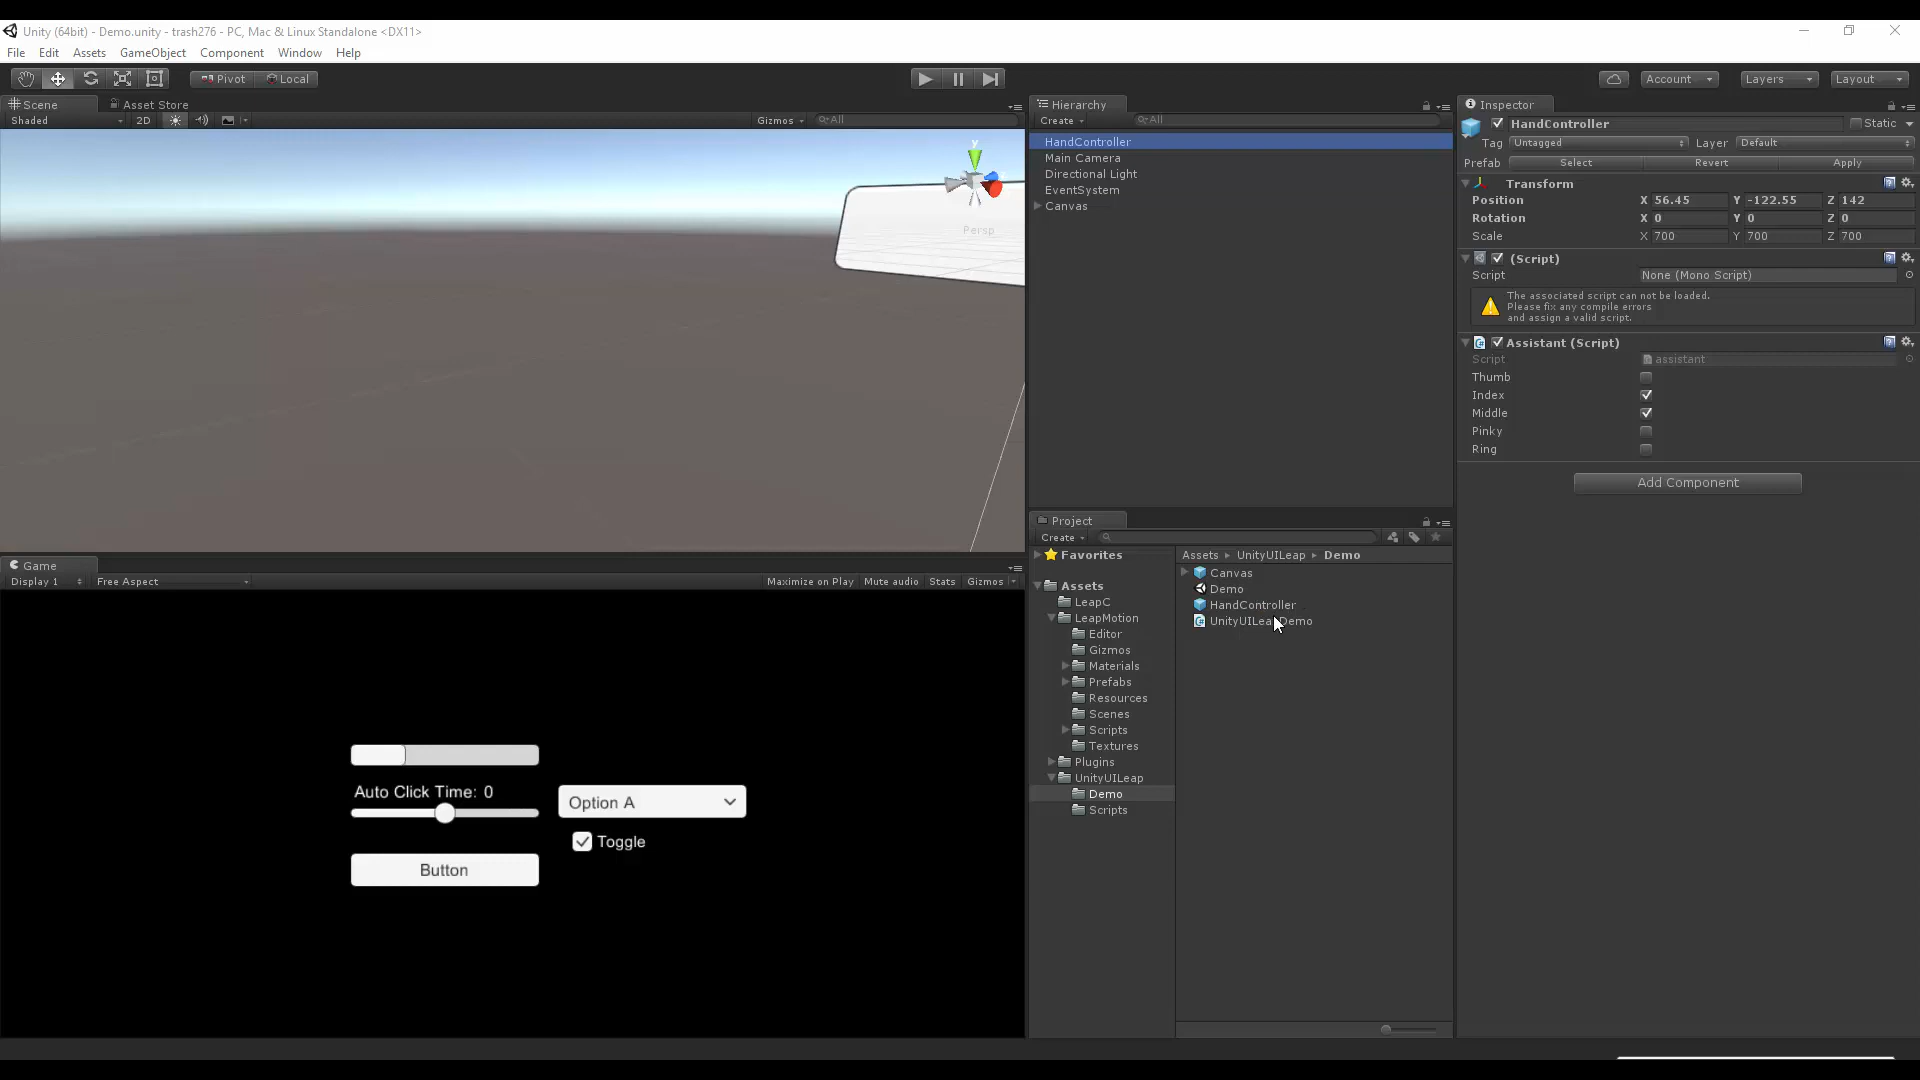 Unity (64bit) - Demo.unity - trash276 - PC, Mac & Linux Standalone <DX11>
File Edit Assets GameObject Component Window Help
Pivot Local
Account Layers Layout
Scene Asset Store
Shaded 2D Gizmos All
y
Persp
Hierarchy
Create All
HandController
Main Camera
Directional Light
EventSystem
Canvas
Inspector
HandController Static
Tag Untagged Layer Default
Prefab Select Revert Apply
Transform
Position X 56.45 Y -122.55 Z 142
Rotation X 0 Y 0 Z 0
Scale X 700 Y 700 Z 700
(Script)
Script None (Mono Script)
The associated script can not be loaded.
Please fix any compile errors
and assign a valid script.
Assistant (Script)
Script assistant
Thumb
Index
Middle
Pinky
Ring
Add Component
Game
Display 1 Free Aspect Maximize on Play Mute audio Stats Gizmos
Auto Click Time: 0
Option A
Toggle
Button
Project
Create
Favorites
Assets
LeapC
LeapMotion
Editor
Gizmos
Materials
Prefabs
Resources
Scenes
Scripts
Textures
Plugins
UnityUILeap
Demo
Scripts
Assets UnityUILeap Demo
Canvas
Demo
HandController
UnityUILea Demo